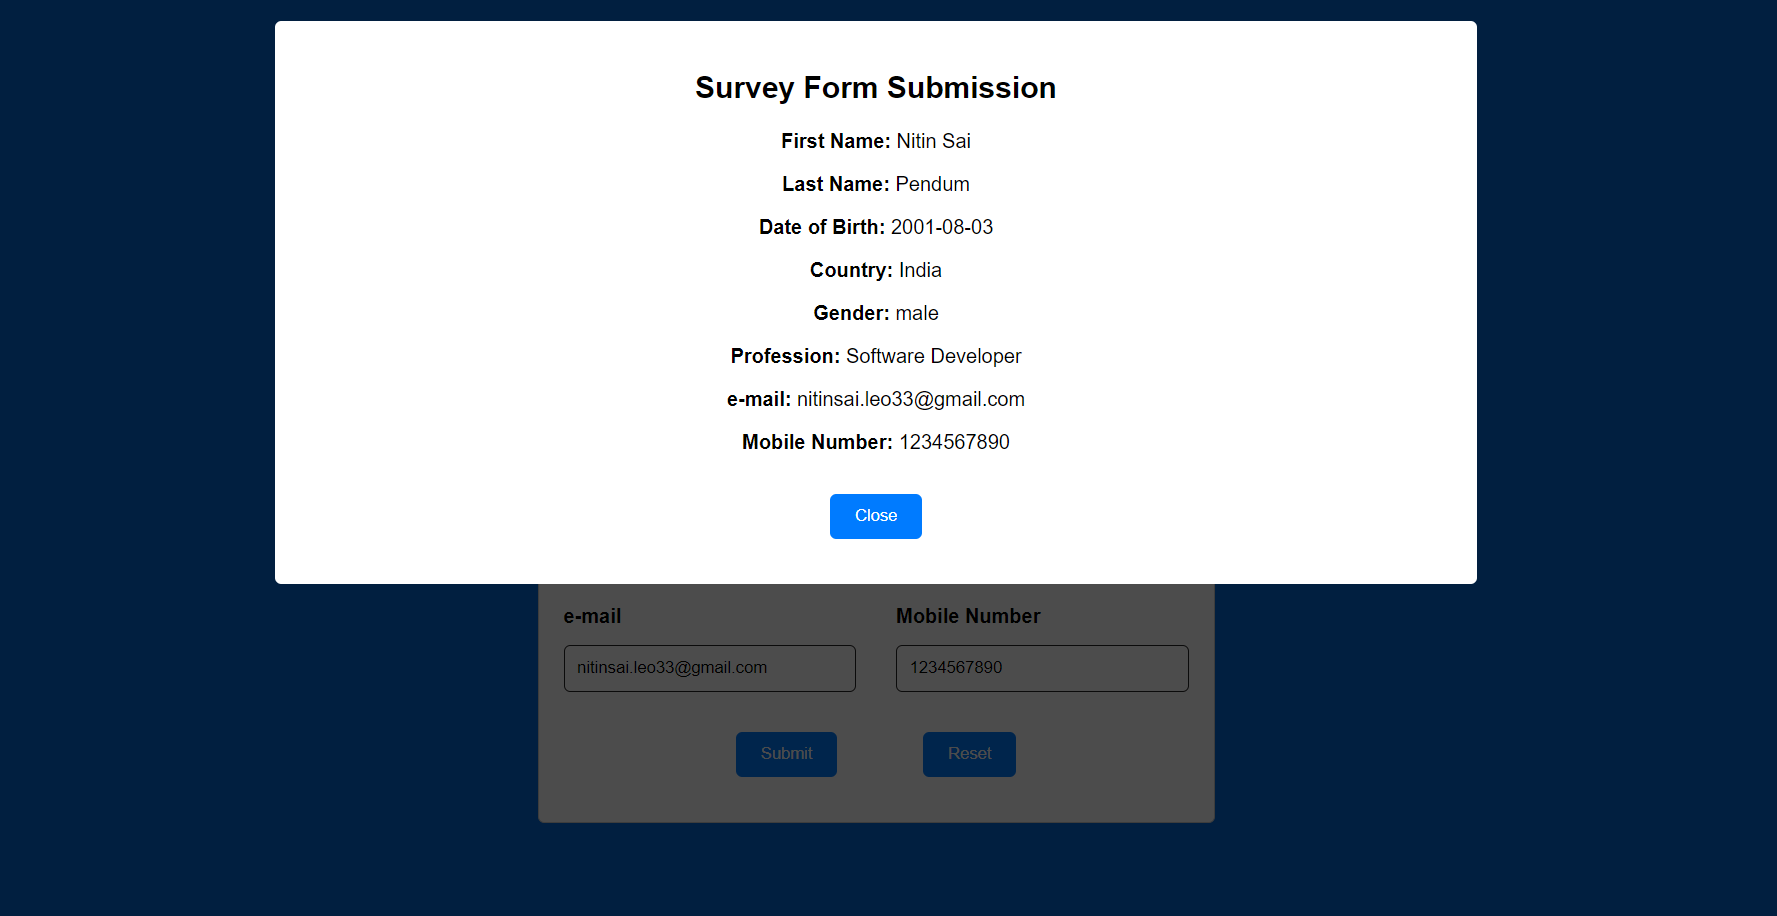 Survey Form Submission
First Name: Nitin Sai
Last Name: Pendum
Date of Birth: 2001-08-03
Country: India
Gender: male
Profession: Software Developer
e-mail: nitinsai.leo33@gmail.com
Mobile Number: 1234567890
Close
e-mail Mobile Number
nitinsai.leo33@gmail.com 1234567890
Submit Reset